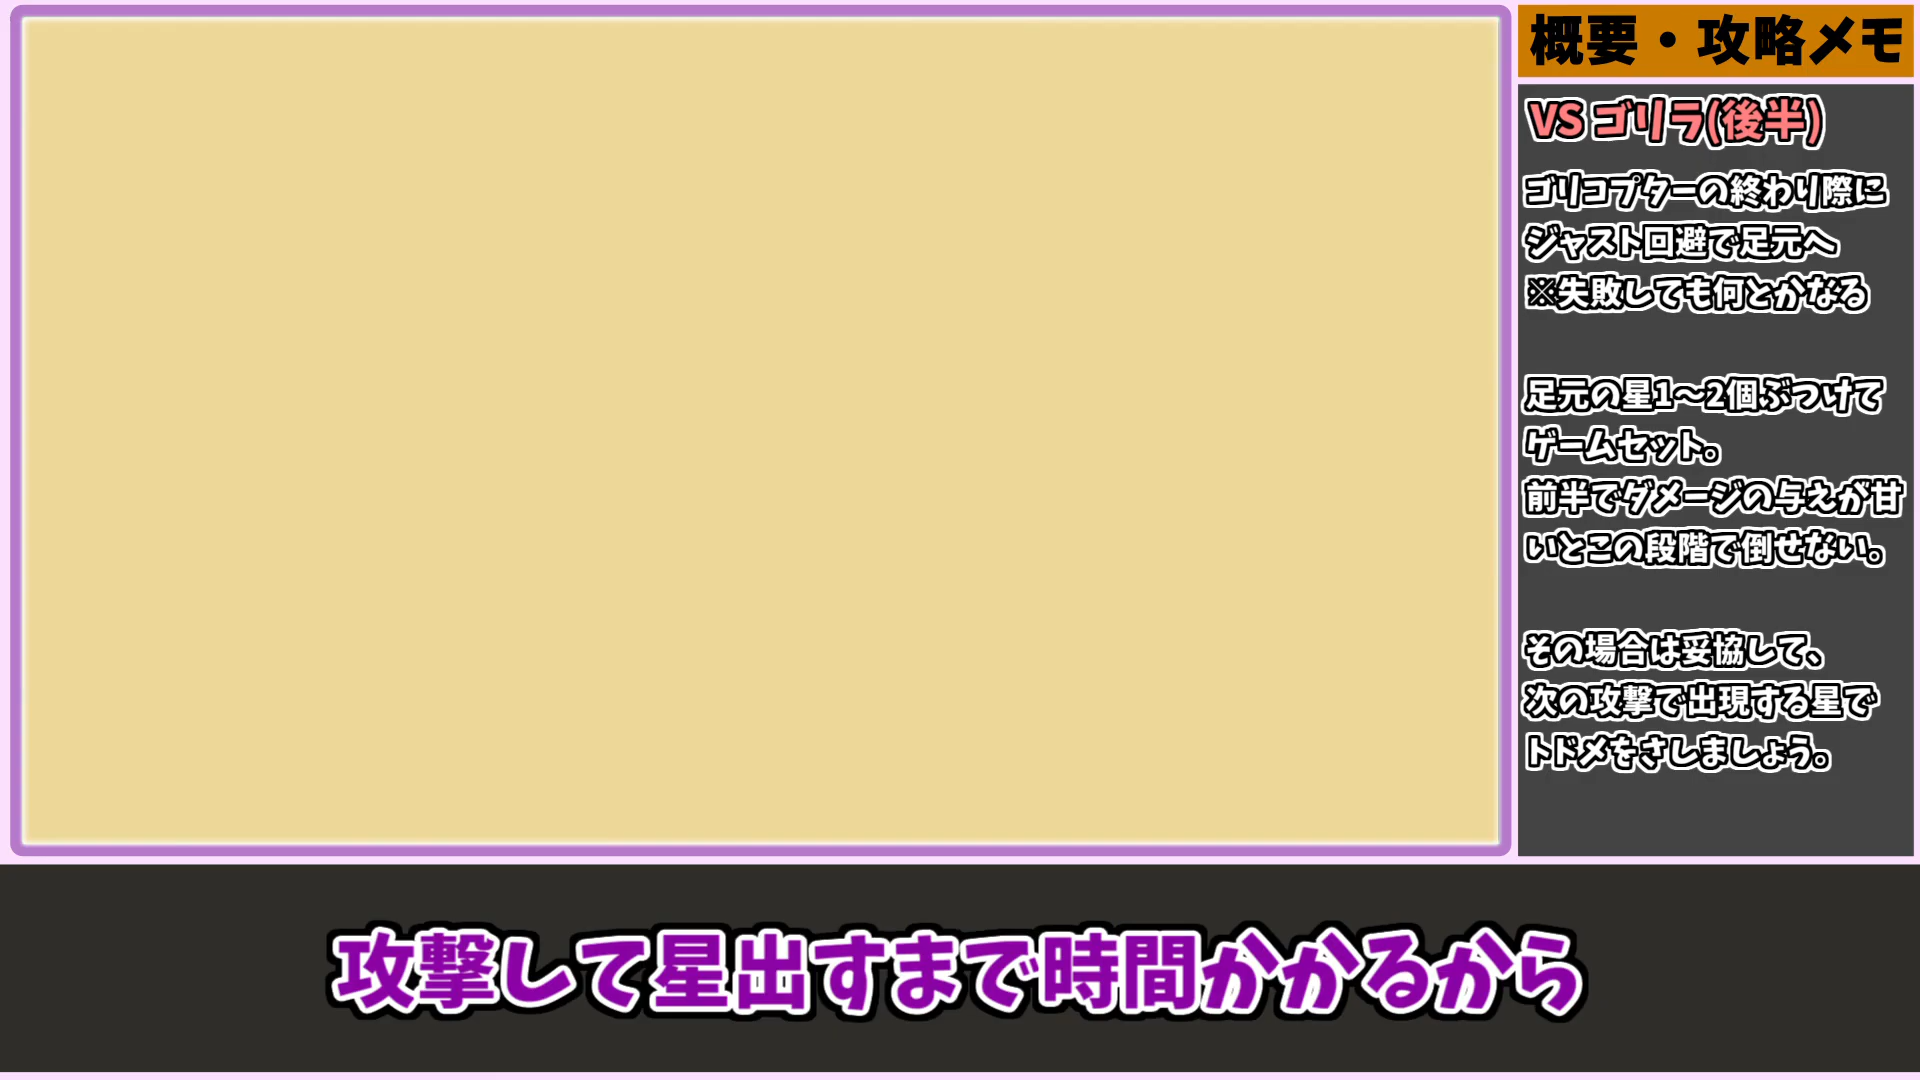 概要・攻略メモ
VS ゴリラ(後半)
ゴリコプターの終わり際に
ジャスト回避で足元へ
※失敗しても何とかなる
足元の星1～2個ぶつけて
ゲームセット。
前半でダメージの与えが甘
いとこの段階で倒せない。
その場合は妥協して、
次の攻撃で出現する星で
トドメをさしましょう。
攻撃して星出すまで時間かかるから